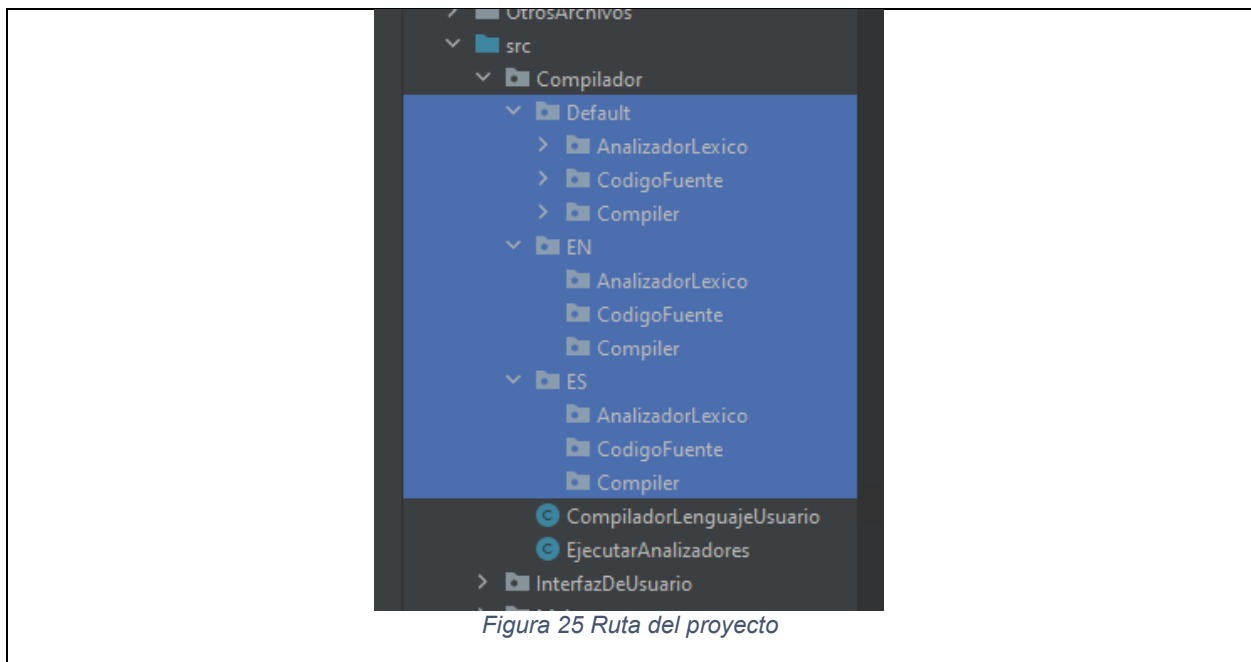 OtrosArchivos
src
Compilador
Default
AnalizadorLexico
CodigoFuente
Compiler
EN
AnalizadorLexico
CodigoFuente
Compiler
ES
AnalizadorLexico
CodigoFuente
Compiler
CompiladorLenguajeUsuario
EjecutarAnalizadores
InterfazDeUsuario
Figura 25 Ruta del proyecto